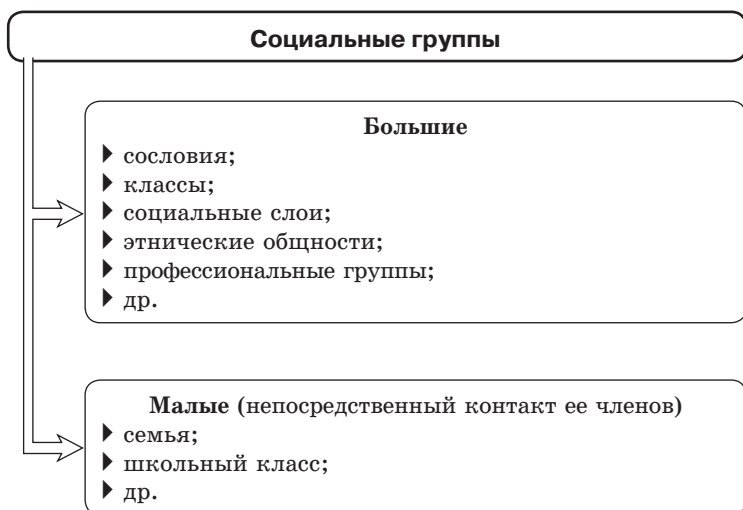 Социальные группы
Большие
сословия;
классы;
социальные слои;
этнические общности;
профессиональные группы;
др.
Малые (непосредственный контакт ее членов)
семья;
школьный класс;
др.